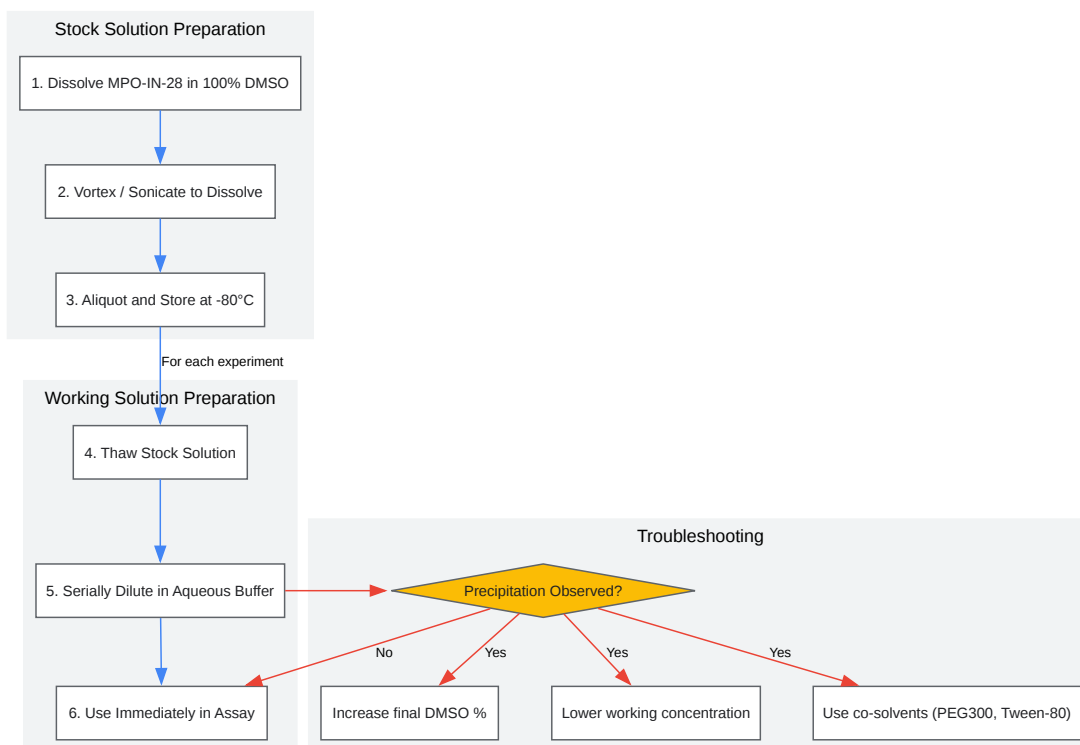 Stock Solution Preparation
1. Dissolve MPO-IN-28 in 100% DMSO
2. Vortex / Sonicate to Dissolve
3. Aliquot and Store at -80°C
For each experiment
Working Solution Preparation
4. Thaw Stock Solution
Troubleshooting
5. Serially Dilute in Aqueous Buffer
Precipitation Observed?
No
Yes
Yes
Yes
6. Use Immediately in Assay
Increase final DMSO %
Lower working concentration
Use co-solvents (PEG300, Tween-80)